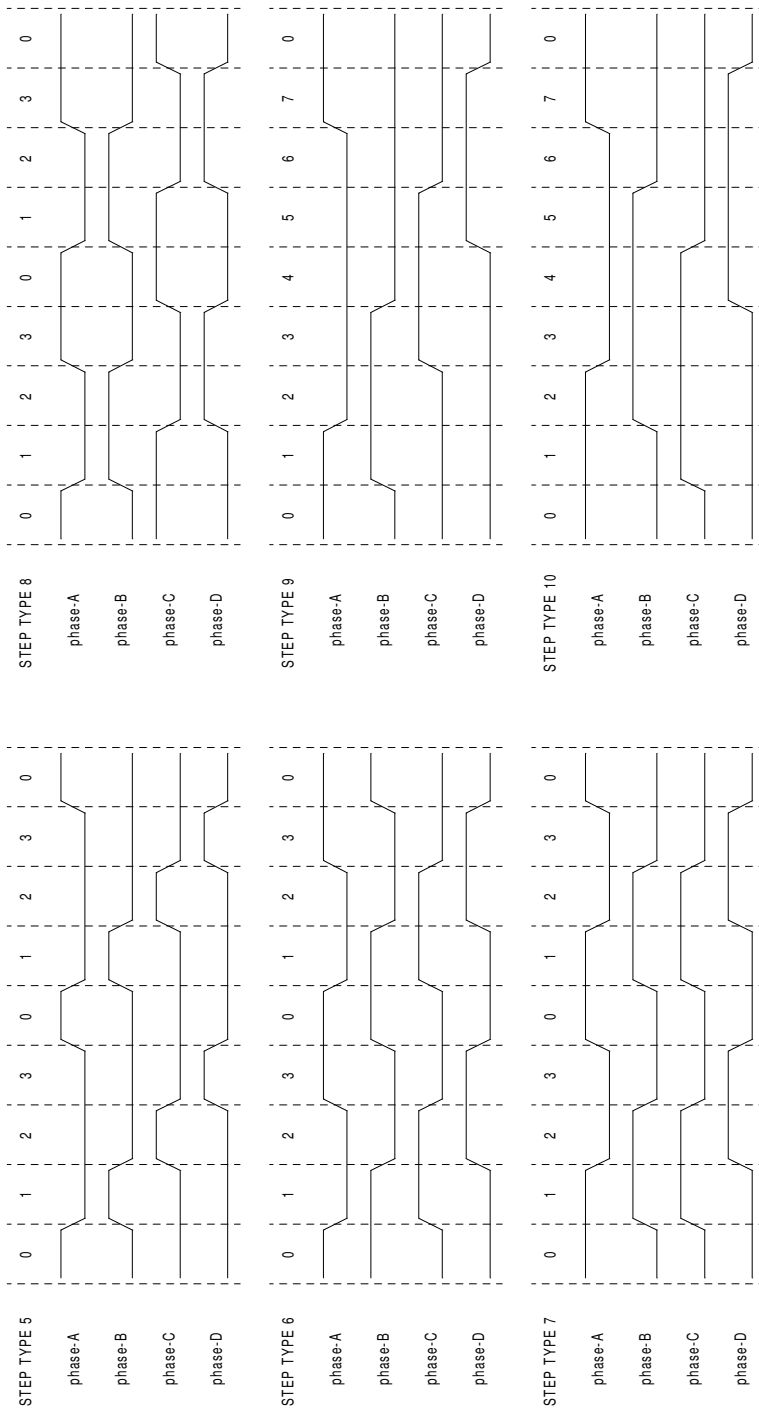 STEP TYPE 5 0 1 2 3 0 1 2 3 0
phase-A
phase-B
phase-C
phase-D
STEP TYPE 6 0 1 2 3 0 1 2 3 0
phase-A
phase-B
phase-C
phase-D
STEP TYPE 7 0 1 2 3 0 1 2 3 0
phase-A
phase-B
phase-C
phase-D
STEP TYPE 8 0 1 2 3 0 1 2 3 0
phase-A
phase-B
phase-C
phase-D
STEP TYPE 9 0 1 2 3 4 5 6 7 0
phase-A
phase-B
phase-C
phase-D
STEP TYPE 10 0 1 2 3 4 5 6 7 0
phase-A
phase-B
phase-C
phase-D